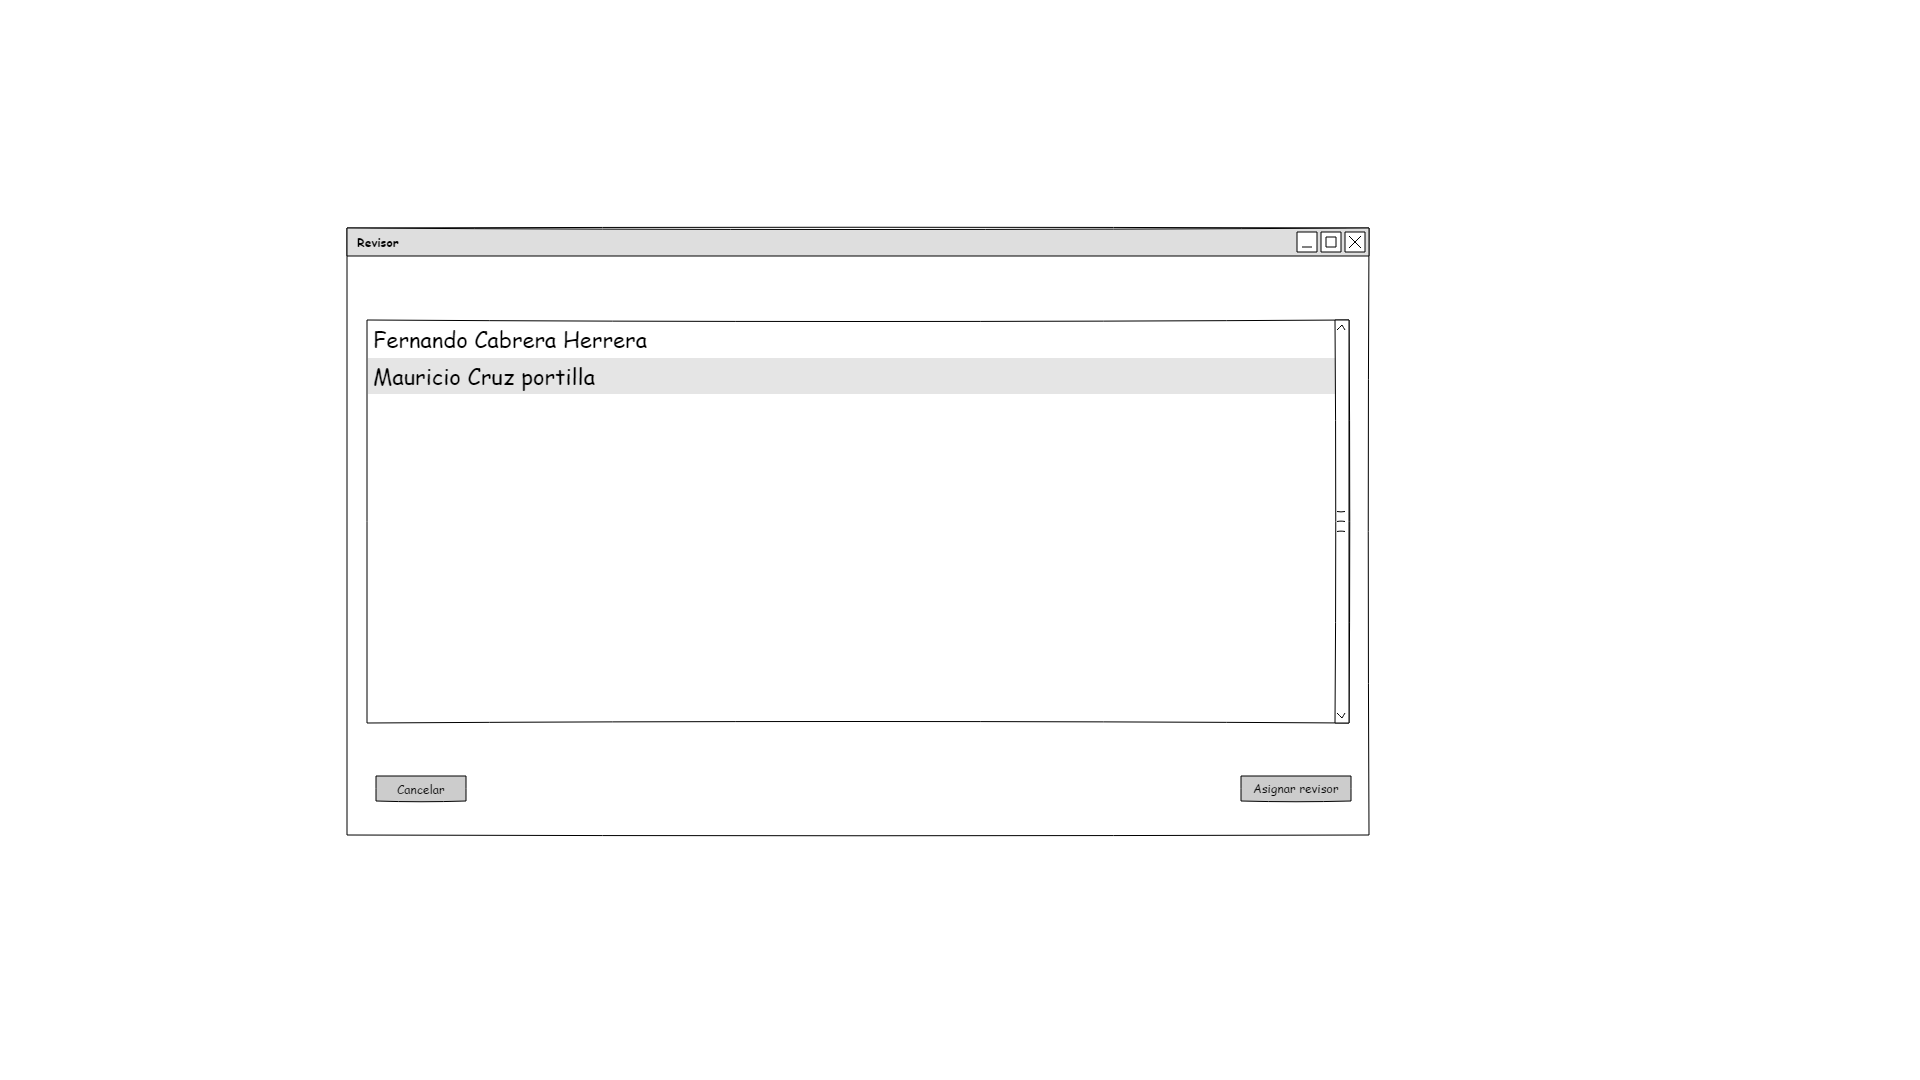 Revisor
Fernando Cabrera Herrera
Mauricio Cruz portilla
Cancelar
Asignar revisor